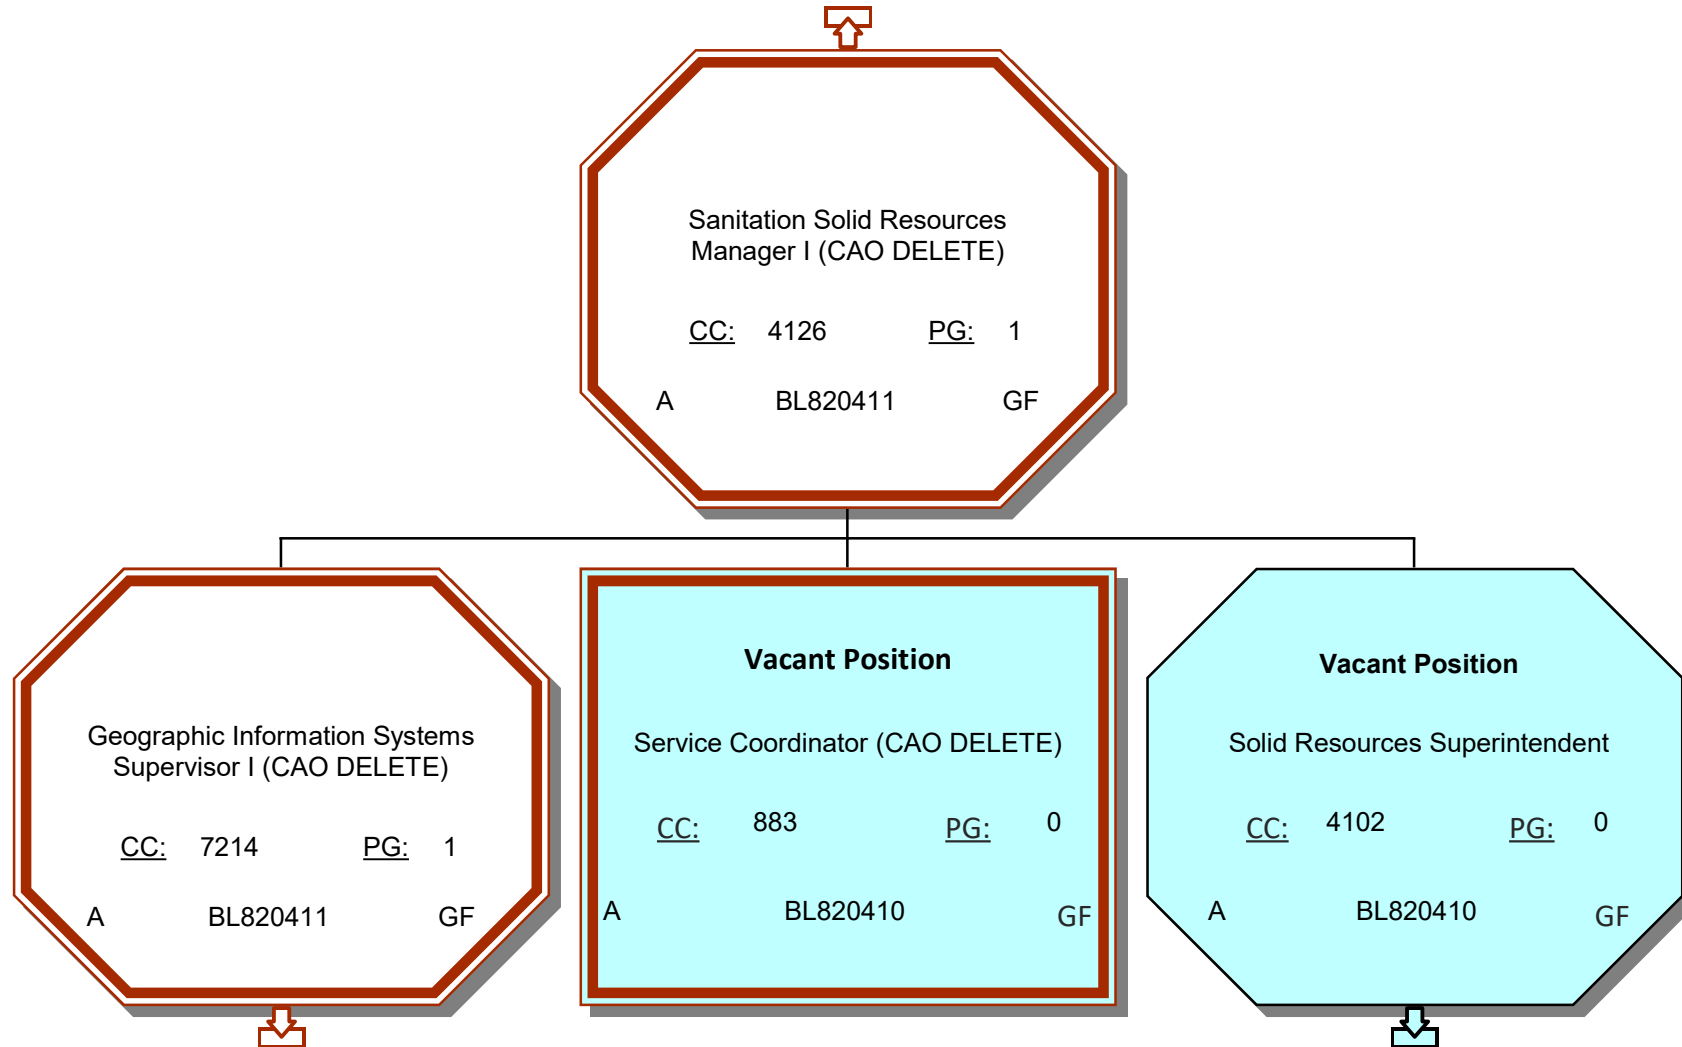 Sanitation Solid Resources
Manager I (CAO DELETE)
CC: 4126 PG: 1
A BL820411 GF
Geographic Information Systems
Supervisor I (CAO DELETE)
CC: 7214 PG: 1
A BL820411 GF
Vacant Position
Service Coordinator (CAO DELETE)
CC: 883 PG: 0
A BL820410 GF
Vacant Position
Solid Resources Superintendent
CC: 4102 PG: 0
A BL820410 GF